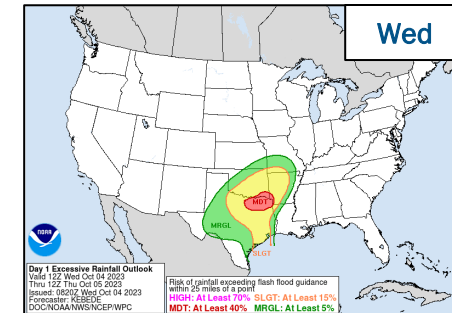 Wed
MDT
MRGL
SLGT
NOAA
Day 1 Excessive Rainfall Outlook
Valid 12Z Wed Oct 04 2023
Thru 12Z Thu Oct 05 2023
Issued: 0820Z Wed Oct 04 2023
Forecaster: KEBEDE
DOC/NOAA/NWS/NCEP/WPC
Risk of rainfall exceeding flash flood guidance
within 25 miles of a point
HIGH: At Least 70% SLGT: At Least 15%
MDT: At Least 40% MRGL: At Least 5%